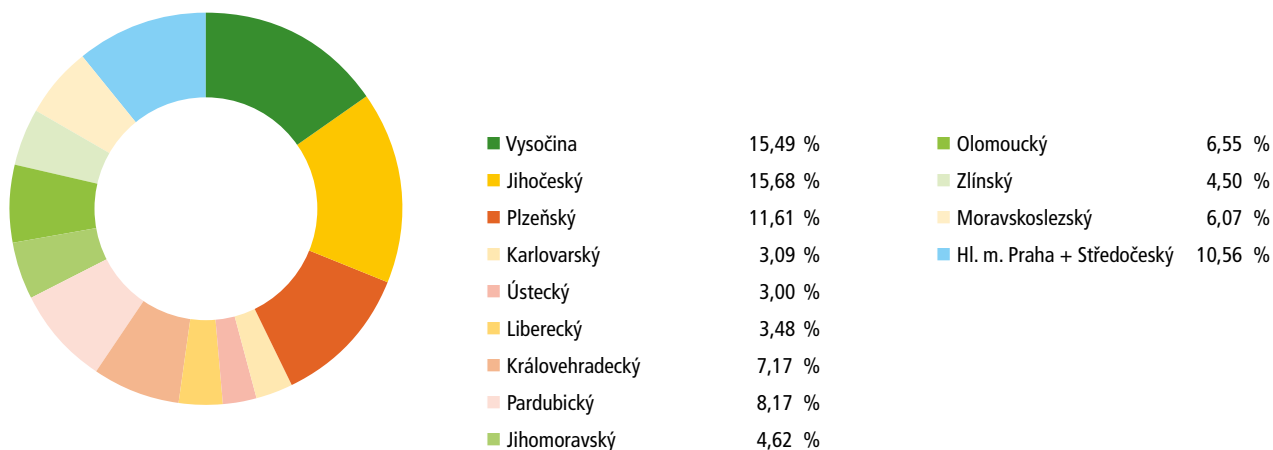 Vysočina 15,49 %
Jihočeský 15,68 %
Plzeňský 11,61 %
Karlovarský 3,09 %
Ústecký 3,00 %
Liberecký 3,48 %
Královehradecký 7,17 %
Pardubický 8,17 %
Jihomoravský 4,62 %
Olomoucký 6,55 %
Zlínský 4,50 %
Moravskoslezský 6,07 %
Hl. m. Praha + Středočeský 10,56 %